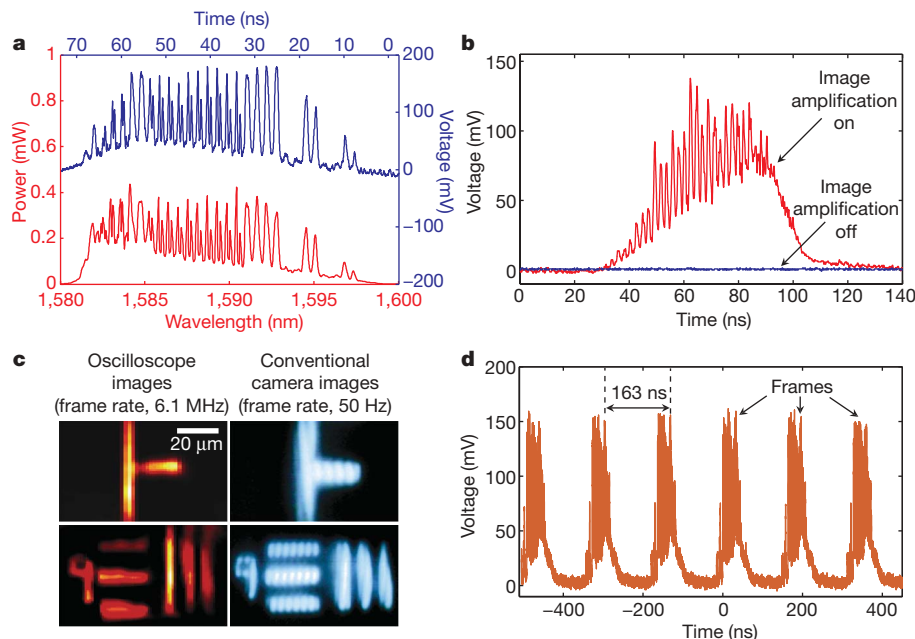 a
Time (ns)
70 60 50 40 30 20 10 0
Power (mW)
1
0.8
0.6
0.4
0.2
0
200
100
0
−100
−200
Voltage (mV)
1,580 1,585 1,590 1,595 1,600
Wavelength (nm)
b
Voltage (mV)
150
100
50
0
Image
amplification
on
Image
amplification
off
0 20 40 60 80 100 120 140
Time (ns)
c
Oscilloscope
images
(frame rate, 6.1 MHz)
Conventional
camera images
(frame rate, 50 Hz)
20 μm
d
Voltage (mV)
200
150
100
50
0
163 ns
Frames
−400 −200 0 200 400
Time (ns)